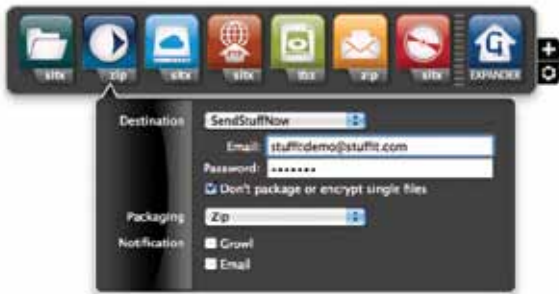 sitx zip sitx sitx tbz zip sitx EXPANDER
Destination SendStuffNow
Email: stuffitdemo@stuffit.com
Password: •••••••
Don't package or encrypt single files
Packaging Zip
Notification Growl
Email